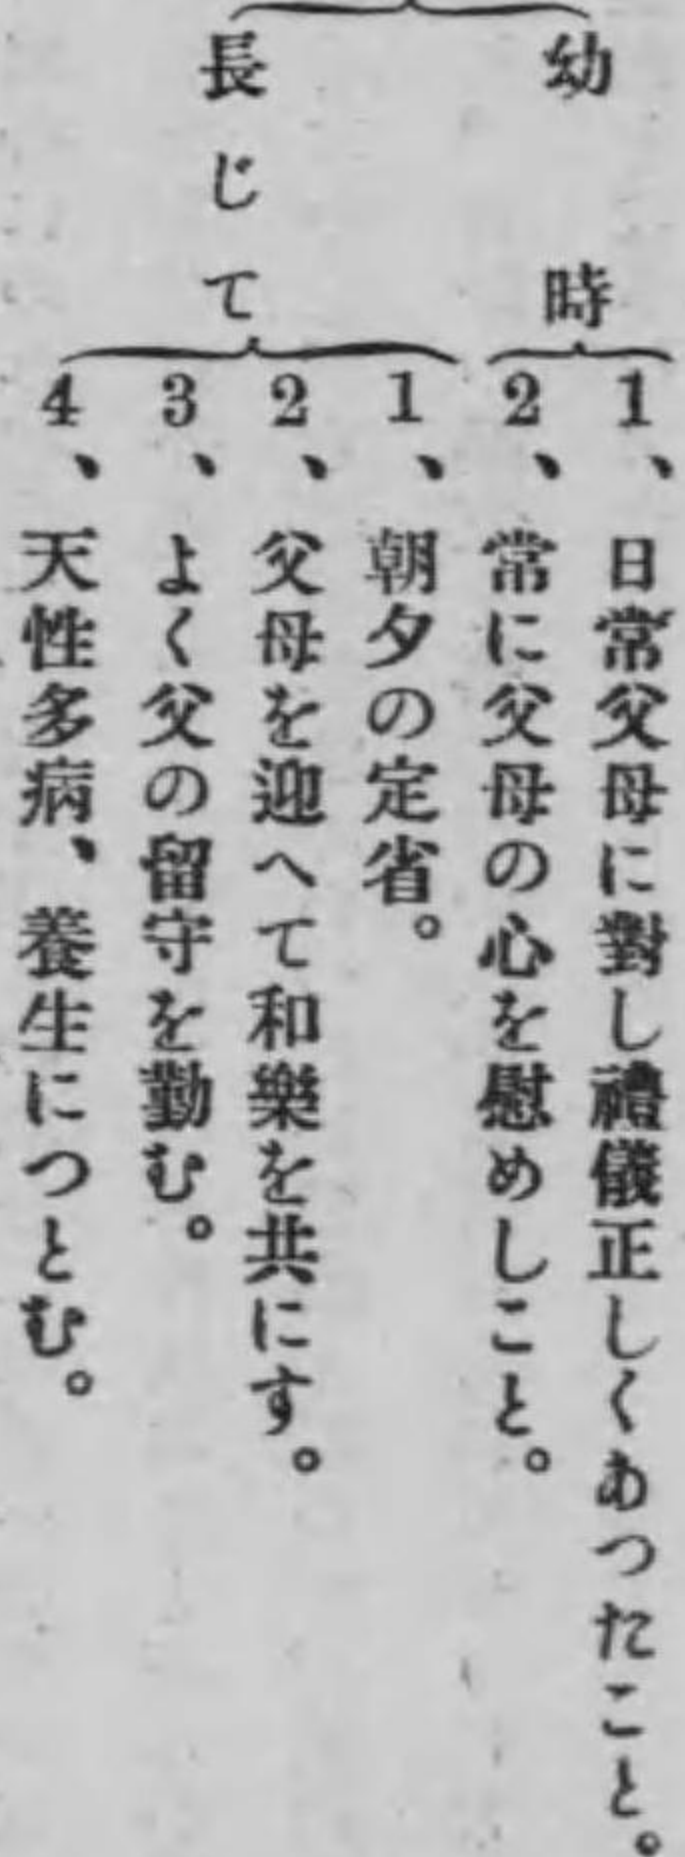 幼時
1、日常父母に對し禮儀正しくあつたこと。
2、常に父母の心を慰めしこと。
長じて
1、朝夕の定省。
2、父母を迎へて和樂を共にす。
3、よく父の留守を勤む。
4、天性多病、養生につとむ。